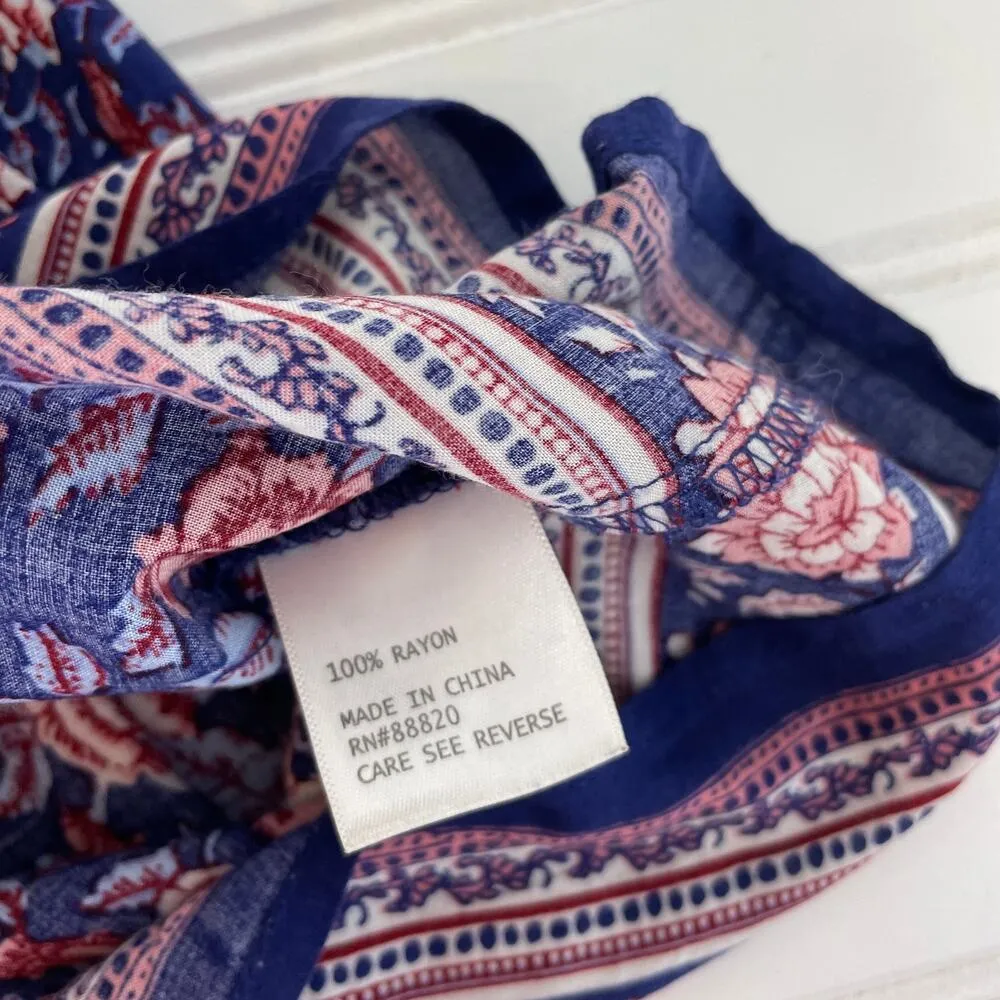 100% RAYON
MADE IN CHINA
RN#88820
CARE SEE REVERSE